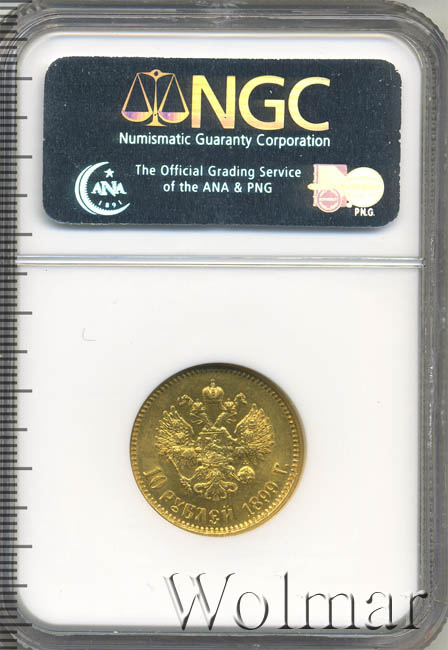 NGC
Numismatic Guaranty Corporation
The Official Grading Service
of the ANA & PNG
ANA
1891
P.N.G.
10 РУБЛЕЙ 1899 Г.
Wolmar